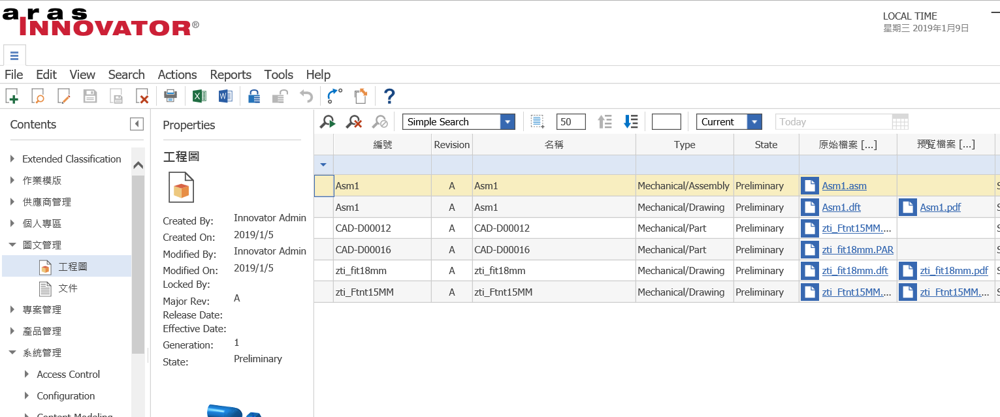 aras
INNOVATOR®
LOCAL TIME
星期三 2019年1月9日
File Edit View Search Actions Reports Tools Help
Contents
Extended Classification
作業模版
供應商管理
個人專區
圖文管理
工程圖
文件
專案管理
產品管理
系統管理
Access Control
Configuration
Content Modeling
Properties
工程圖
Created By: Innovator Admin
Created On: 2019/1/5
Modified By: Innovator Admin
Modified On: 2019/1/5
Locked By:
Major Rev: A
Release Date:
Effective Date:
Generation: 1
State: Preliminary
Simple Search 50 Current Today
編號 Revision 名稱 Type State 原始檔案 [...] 預覧檔案 [...]
Asm1 A Asm1 Mechanical/Assembly Preliminary Asm1.asm S
Asm1 A Asm1 Mechanical/Drawing Preliminary Asm1.dft Asm1.pdf S
CAD-D00012 A CAD-D00012 Mechanical/Part Preliminary zti_Ftnt15MM.... S
CAD-D00016 A CAD-D00016 Mechanical/Part Preliminary zti_fit18mm.PAR S
zti_fit18mm A zti_fit18mm Mechanical/Drawing Preliminary zti_fit18mm.dft zti_fit18mm.pdf S
zti_Ftnt15MM A zti_Ftnt15MM Mechanical/Drawing Preliminary zti_Ftnt15MM.... zti_Ftnt15MM.... S